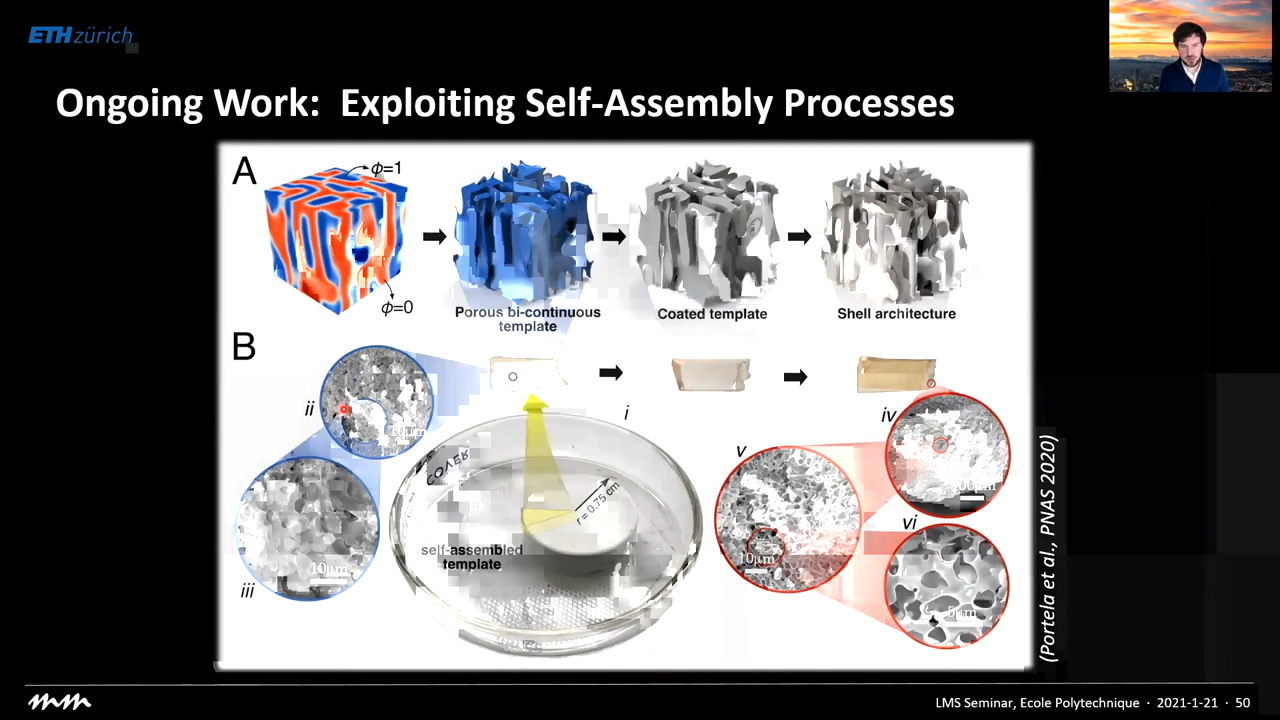 ETH zürich
Ongoing Work: Exploiting Self-Assembly Processes
A
ϕ=1
ϕ=0
Porous bi-continuous
template
Coated template
Shell architecture
B
ii
i
iv
v
COVER
10μm
r = 0.75 cm
100μm
vi
self-assembled
template
10μm
10μm
5μm
iii
(Portela et al., PNAS 2020)
LMS Seminar, Ecole Polytechnique · 2021-1-21 · 50